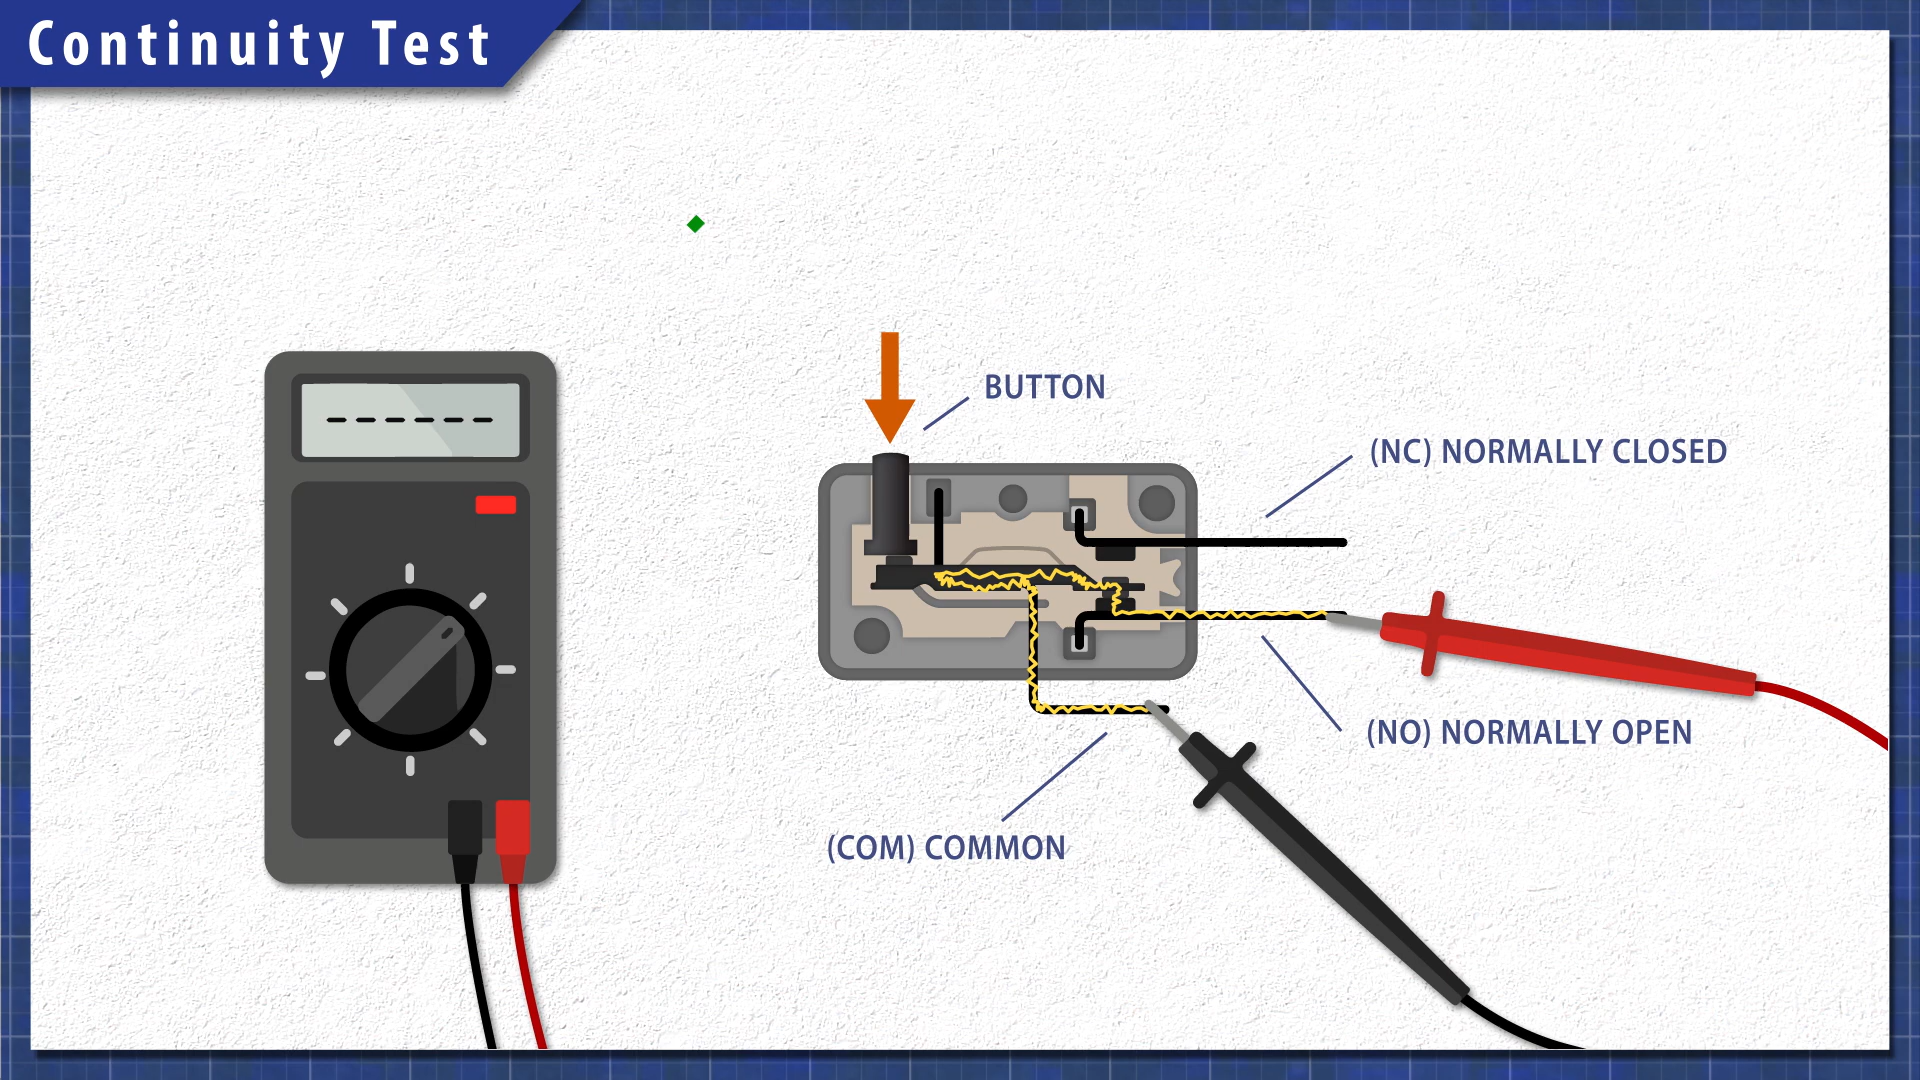 Continuity Test
------
BUTTON
(NC) NORMALLY CLOSED
(NO) NORMALLY OPEN
(COM) COMMON